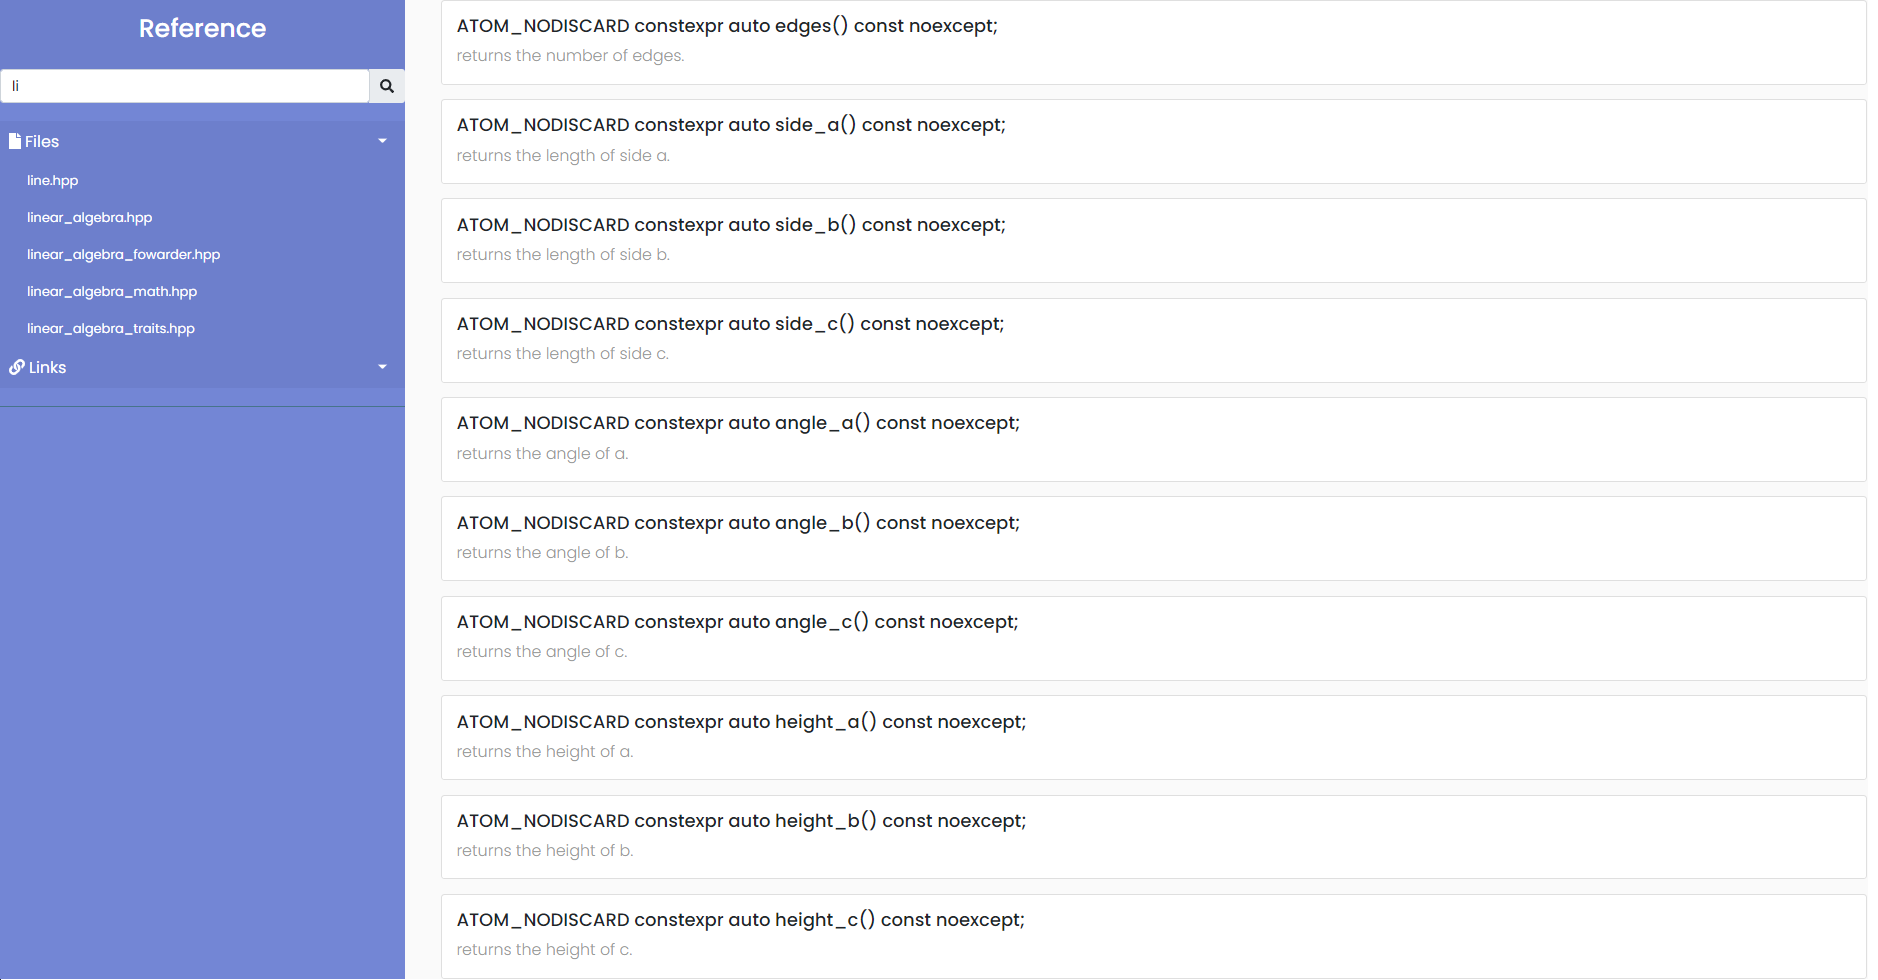 Reference
li
Files
line.hpp
linear_algebra.hpp
linear_algebra_fowarder.hpp
linear_algebra_math.hpp
linear_algebra_traits.hpp
Links
ATOM_NODISCARD constexpr auto edges() const noexcept;
returns the number of edges.
ATOM_NODISCARD constexpr auto side_a() const noexcept;
returns the length of side a.
ATOM_NODISCARD constexpr auto side_b() const noexcept;
returns the length of side b.
ATOM_NODISCARD constexpr auto side_c() const noexcept;
returns the length of side c.
ATOM_NODISCARD constexpr auto angle_a() const noexcept;
returns the angle of a.
ATOM_NODISCARD constexpr auto angle_b() const noexcept;
returns the angle of b.
ATOM_NODISCARD constexpr auto angle_c() const noexcept;
returns the angle of c.
ATOM_NODISCARD constexpr auto height_a() const noexcept;
returns the height of a.
ATOM_NODISCARD constexpr auto height_b() const noexcept;
returns the height of b.
ATOM_NODISCARD constexpr auto height_c() const noexcept;
returns the height of c.